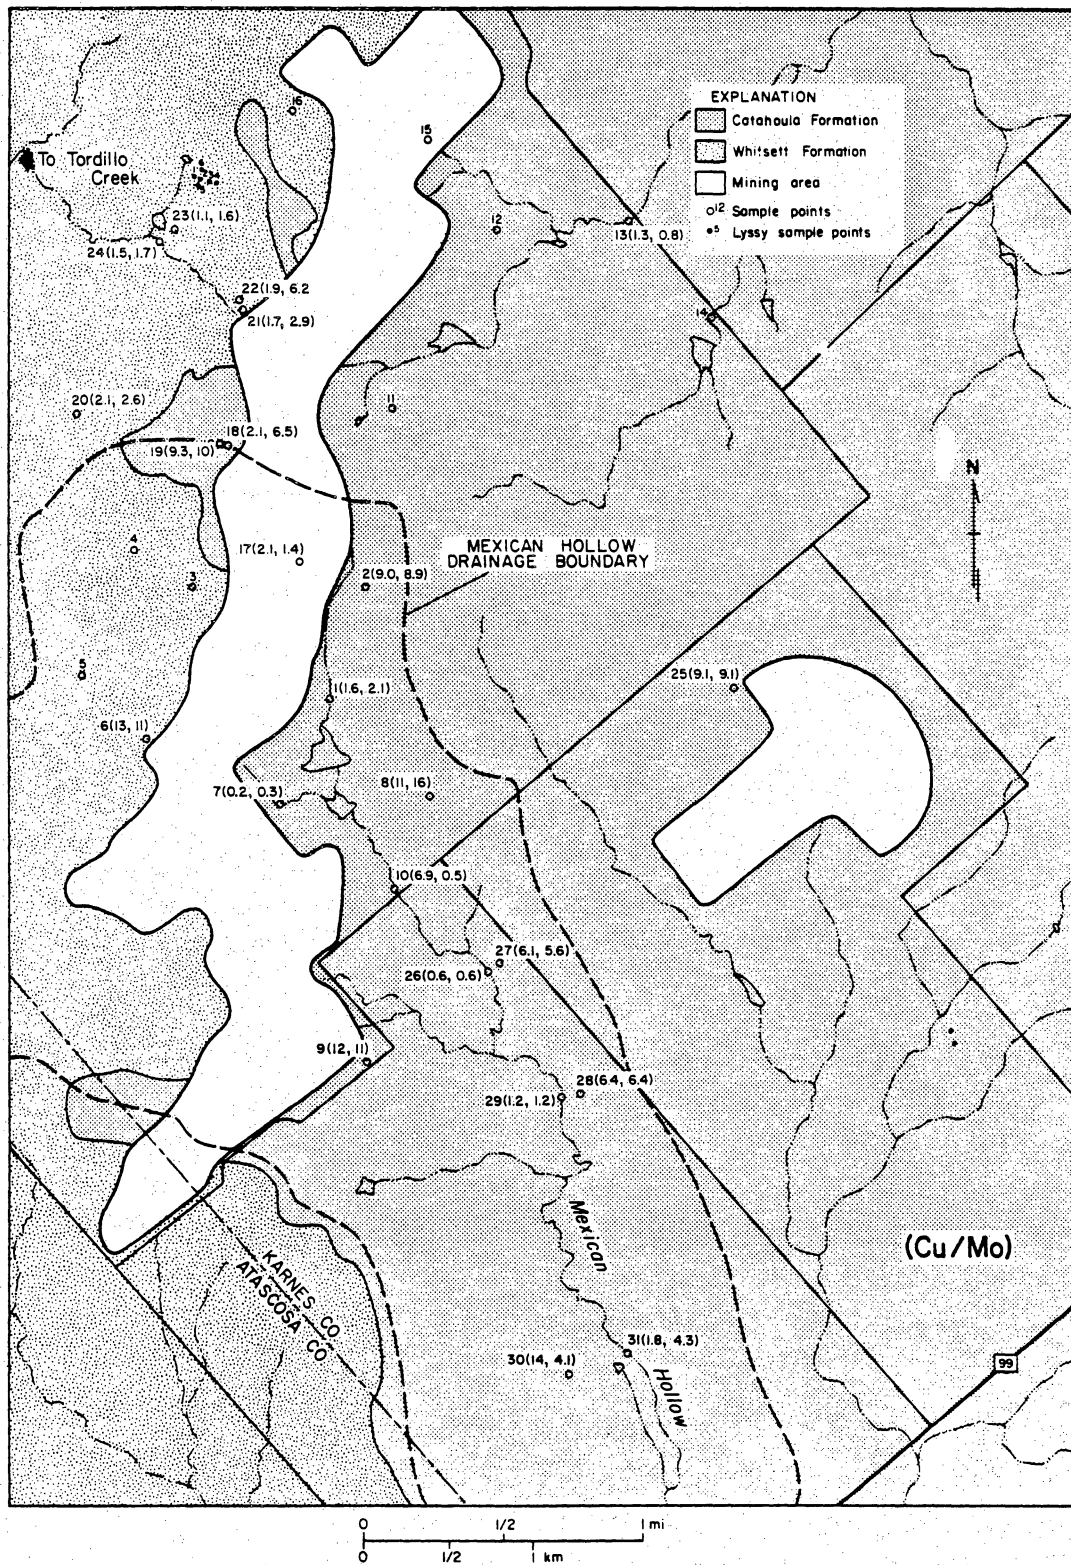 EXPLANATION
Catahoula Formation
Whitsett Formation
Mining area
12 Sample points
5 Lyssy sample points
16
15
To Tordillo
Creek
12
23(1.1, 1.6)
13(1.3, 0.8)
24(1.5, 1.7)
22(1.9, 6.2
21(1.7, 2.9)
14
20(2.1, 2.6)
11
18(2.1, 6.5)
19(9.3, 10)
N
4
17(2.1, 1.4)
MEXICAN HOLLOW
DRAINAGE BOUNDARY
3
2(9.0, 8.9)
5
25(9.1, 9.1)
1(1.6, 2.1)
6(13, 11)
8(11, 16)
7(0.2, 0.3)
10(6.9, 0.5)
27(6.1, 5.6)
26(0.6, 0.6)
9(12, 11)
28(6.4, 6.4)
29(1.2, 1.2)
Mexican
(Cu/Mo)
KARNES CO
ATASCOSA CO
31(1.8, 4.3)
30(14, 4.1)
99
Hollow
0 1/2 1 mi
0 1/2 1 km